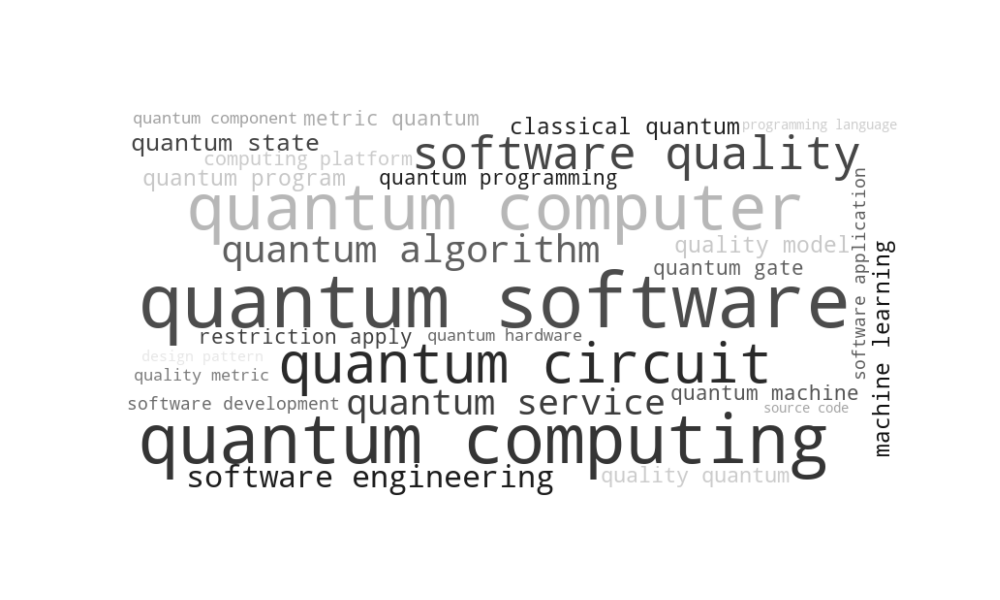 quantum component
metric quantum
classical quantum
programming language
quantum state
software quality
computing platform
quantum program
quantum programming
quantum computer
quantum algorithm
quality model
quantum gate
software application
machine learning
quantum software
restriction apply
quantum hardware
design pattern
quantum circuit
quality metric
quantum machine
software development
quantum service
source code
quantum computing
software engineering
quality quantum